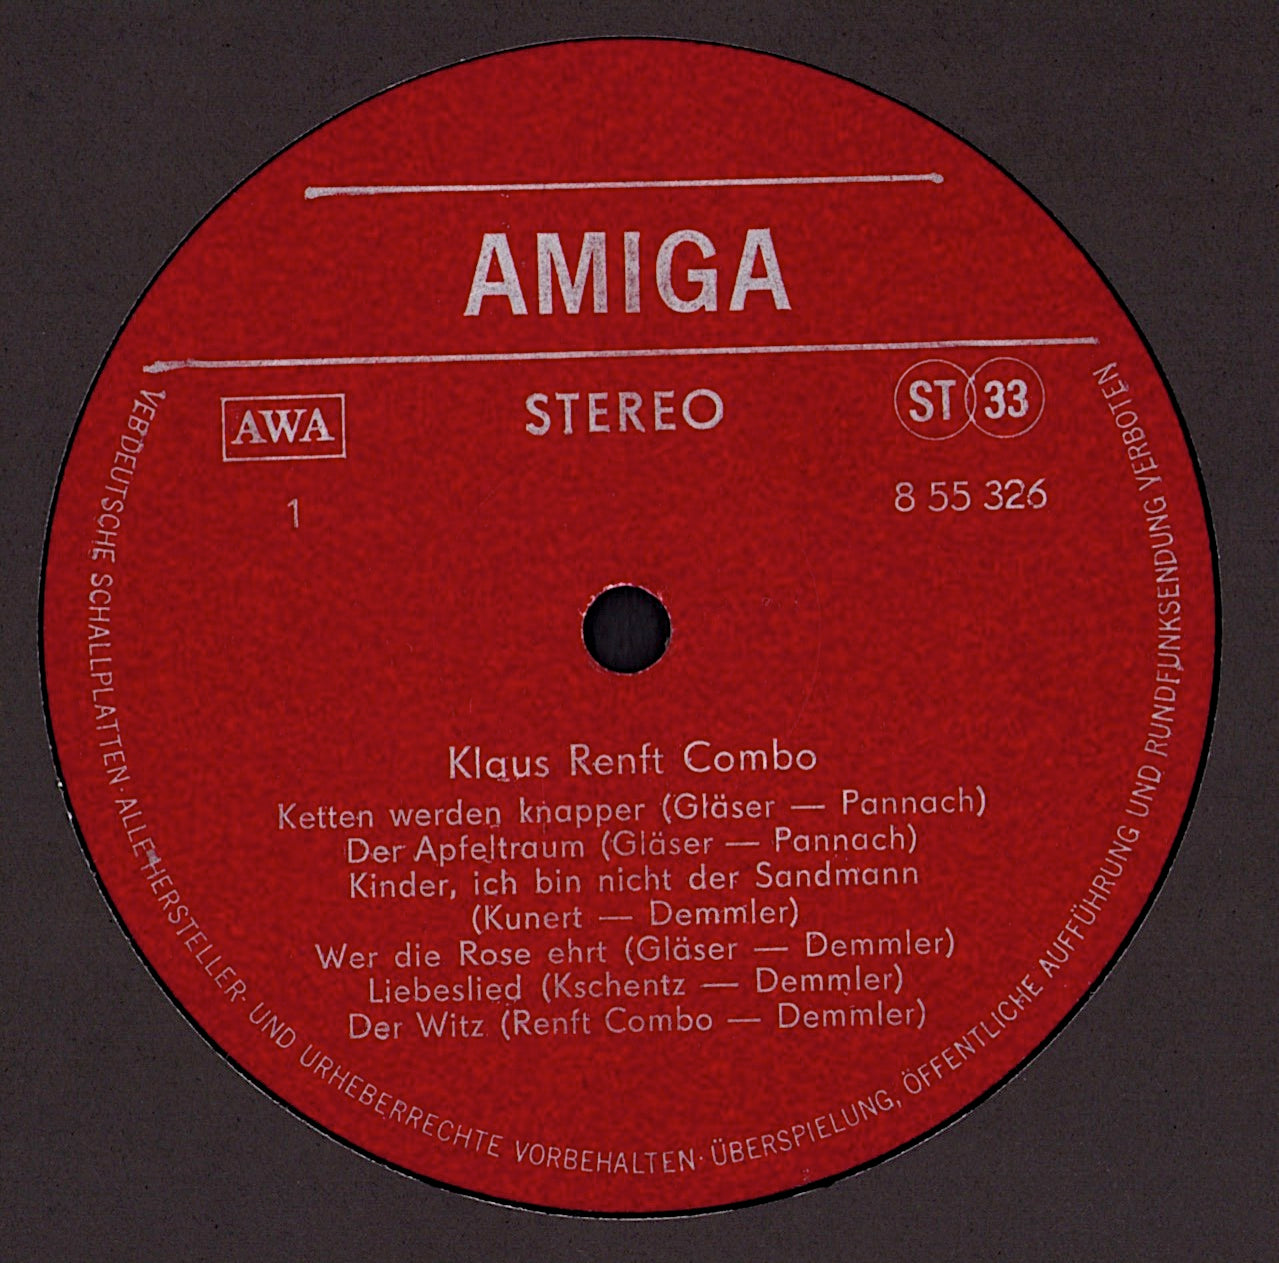 AMIGA
AWA
STEREO
ST 33
1
8 55 326
Klaus Renft Combo
Ketten werden knapper (Gläser — Pannach)
Der Apfeltraum (Gläser — Pannach)
Kinder, ich bin nicht der Sandmann
(Kunert — Demmler)
Wer die Rose ehrt (Gläser — Demmler)
Liebeslied (Kschentz — Demmler)
Der Witz (Renft Combo — Demmler)
VEB DEUTSCHE SCHALLPLATTEN · ALLE HERSTELLER- UND URHEBERRECHTE VORBEHALTEN · ÜBERSPIELUNG, ÖFFENTLICHE AUFFÜHRUNG UND RUNDFUNKSENDUNG VERBOTEN